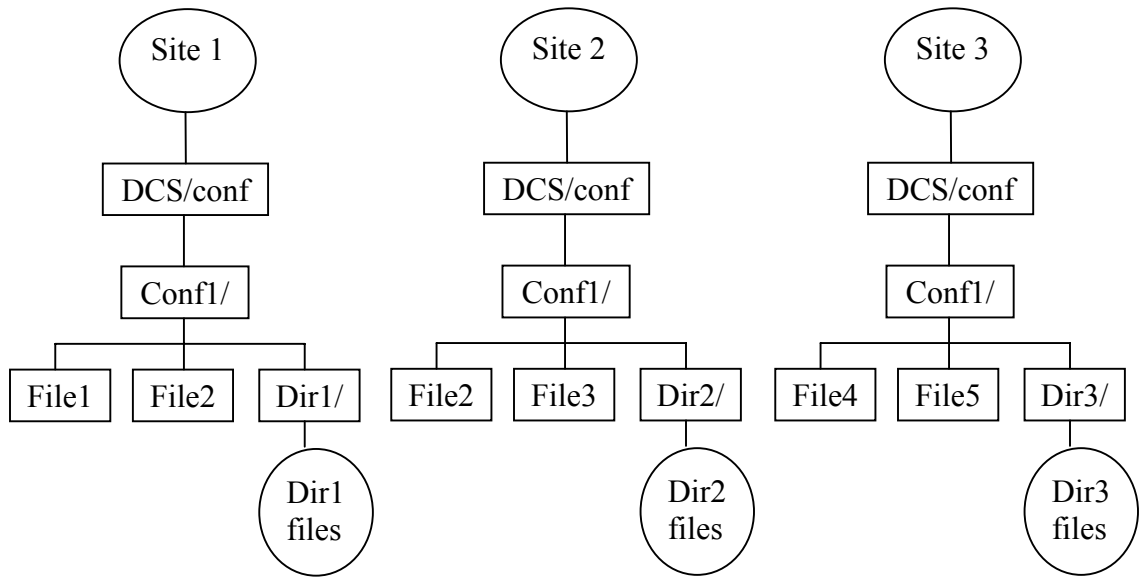 Site 1
Site 2
Site 3
DCS/conf
DCS/conf
DCS/conf
Conf1/
Conf1/
Conf1/
File1
File2
Dir1/
File2
File3
Dir2/
File4
File5
Dir3/
Dir1
files
Dir2
files
Dir3
files